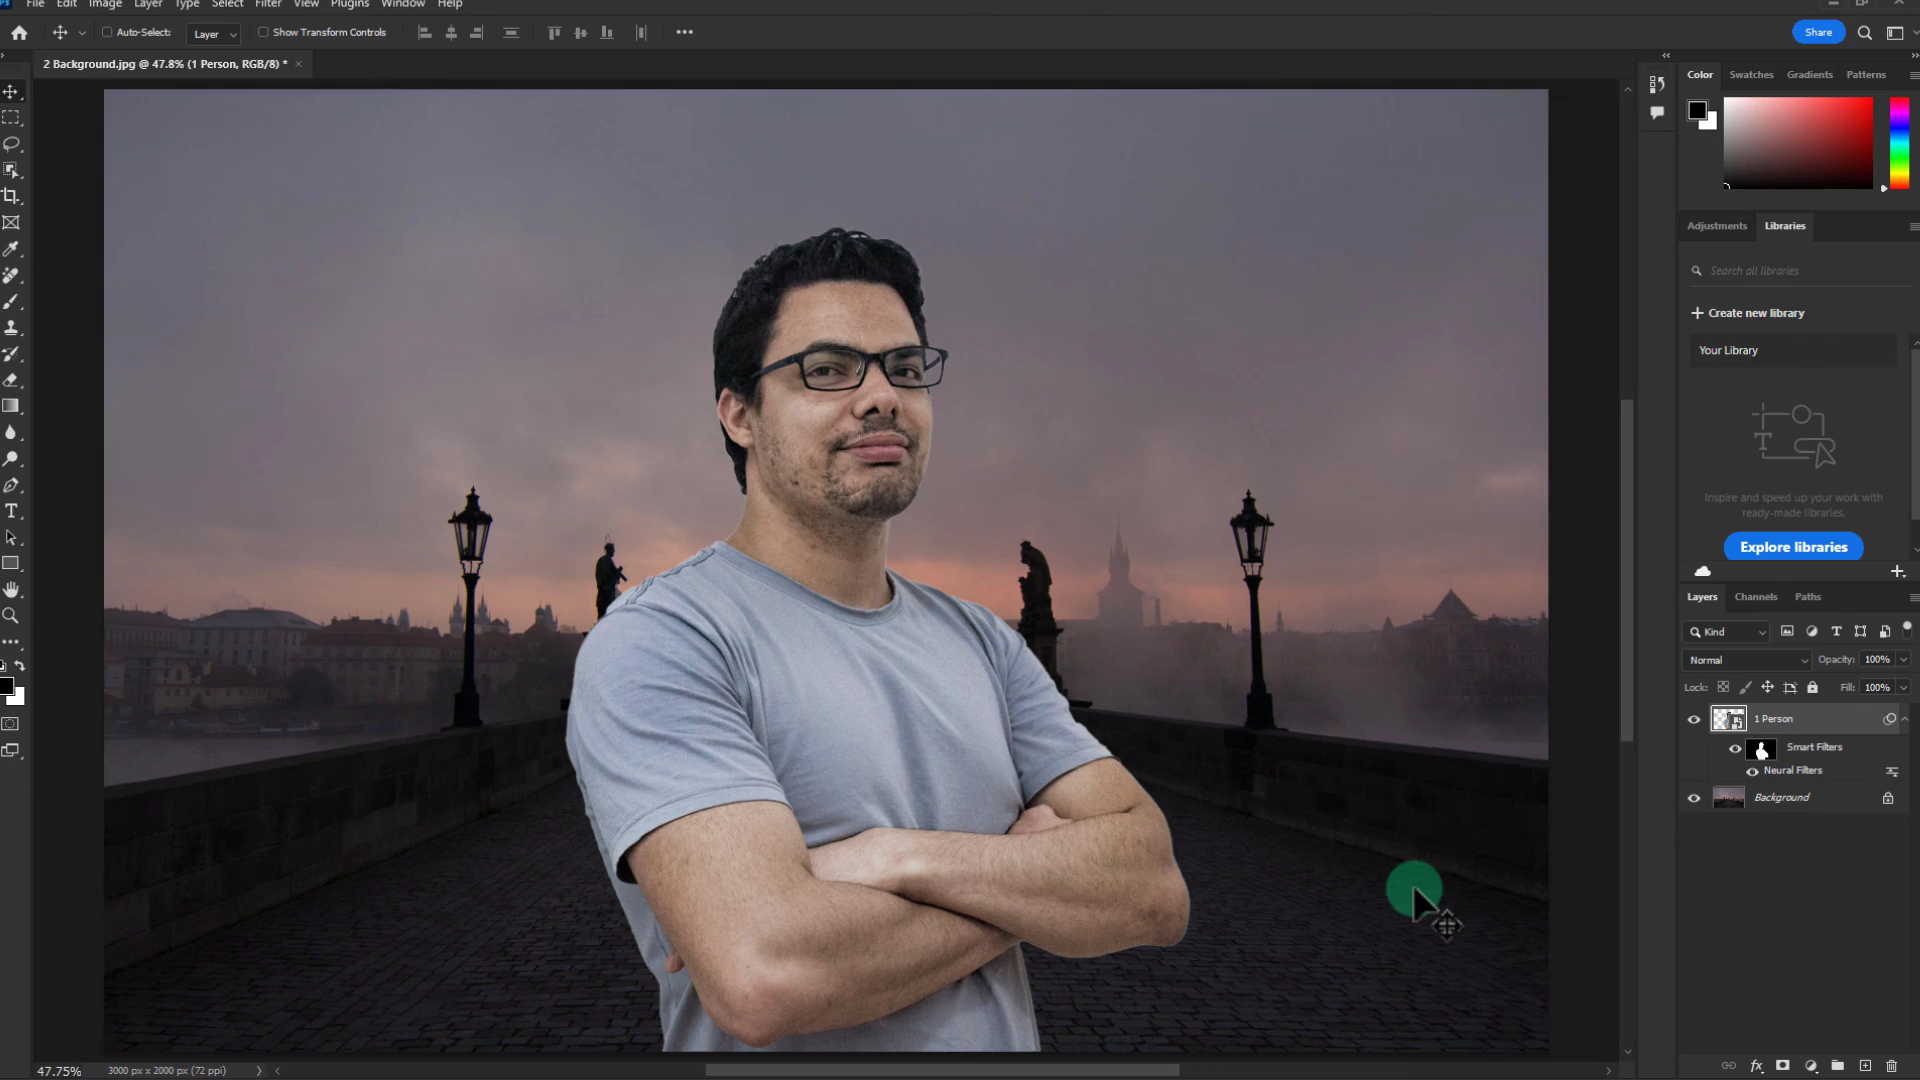 Ps File Edit Image Layer Type Select Filter View Plugins Window Help
Auto-Select: Layer Show Transform Controls Share
2 Background.jpg @ 47.8% (1 Person, RGB/8) * ×
Color Swatches Gradients Patterns
Adjustments Libraries
Search all libraries
+ Create new library
Your Library
T
Inspire and speed up your work with
ready-made libraries.
Explore libraries
Layers Channels Paths
Kind
Normal Opacity: 100%
Lock: Fill: 100%
1 Person
Smart Filters
Neural Filters
Background
fx
47.75% 3000 px x 2000 px (72 ppi)